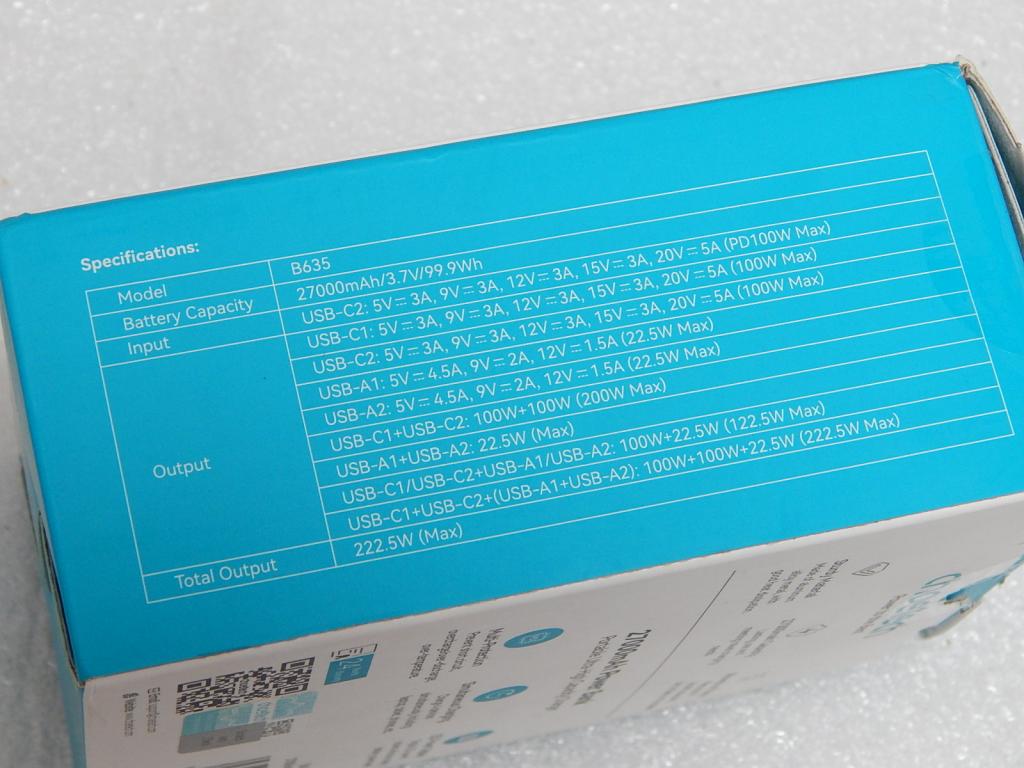 Specifications:
Model B635
Battery Capacity 27000mAh/3.7V/99.9Wh
Input USB-C2: 5V⎓3A, 9V⎓3A, 12V⎓3A, 15V⎓3A, 20V⎓5A (PD100W Max)
USB-C1: 5V⎓3A, 9V⎓3A, 12V⎓3A, 15V⎓3A, 20V⎓5A (100W Max)
USB-C2: 5V⎓3A, 9V⎓3A, 12V⎓3A, 15V⎓3A, 20V⎓5A (100W Max)
USB-A1: 5V⎓4.5A, 9V⎓2A, 12V⎓1.5A (22.5W Max)
USB-A2: 5V⎓4.5A, 9V⎓2A, 12V⎓1.5A (22.5W Max)
Output USB-C1+USB-C2: 100W+100W (200W Max)
USB-A1+USB-A2: 22.5W (Max)
USB-C1/USB-C2+USB-A1/USB-A2: 100W+22.5W (122.5W Max)
USB-C1+USB-C2+(USB-A1+USB-A2): 100W+100W+22.5W (222.5W Max)
Total Output 222.5W (Max)
27000mAh Power Bank
24